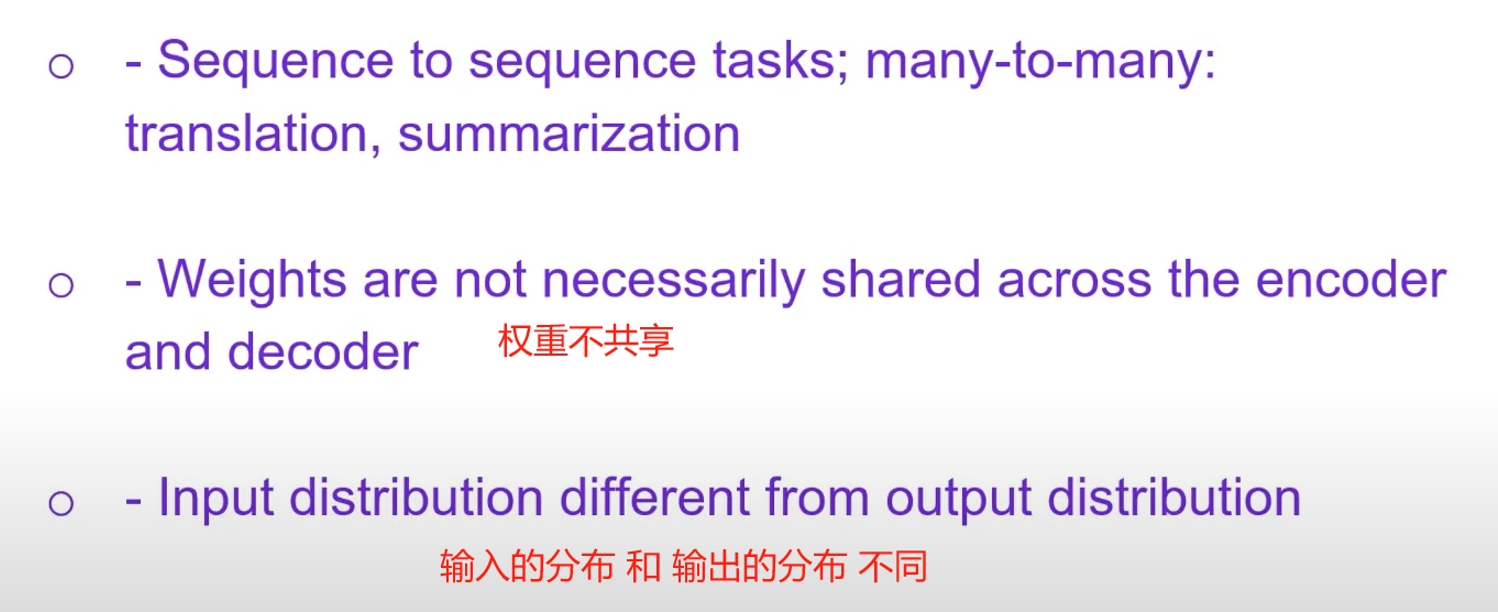 ○ - Sequence to sequence tasks; many-to-many:
translation, summarization
○ - Weights are not necessarily shared across the encoder
and decoder 权重不共享
○ - Input distribution different from output distribution
输入的分布 和 输出的分布 不同